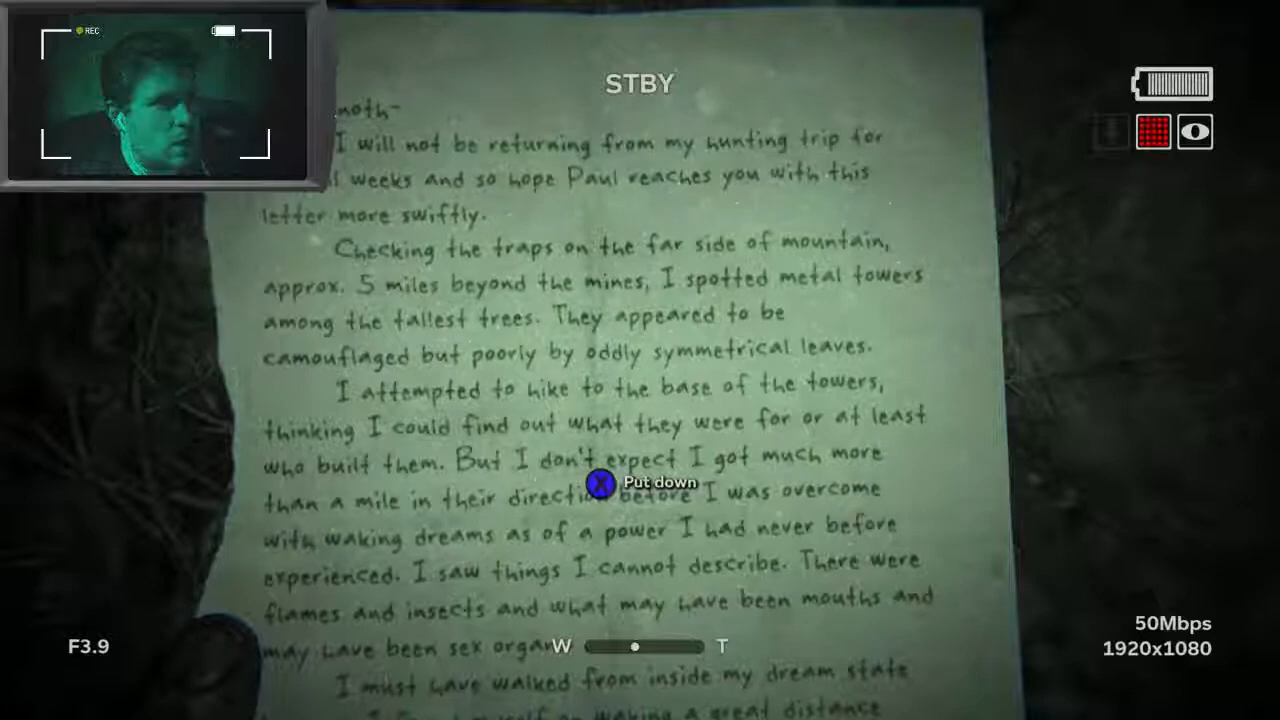 REC
STBY
moth-
I will not be returning from my hunting trip for
weeks and so hope Paul reaches you with this
letter more swiftly.
Checking the traps on the far side of mountain,
approx. 5 miles beyond the mines, I spotted metal towers
among the tallest trees. They appeared to be
camouflaged but poorly by oddly symmetrical leaves.
I attempted to hike to the base of the towers,
thinking I could find out what they were for or at least
who built them. But I don't expect I got much more
X Put down
than a mile in their direction before I was overcome
with waking dreams as of a power I had never before
experienced. I saw things I cannot describe. There were
flames and insects and what may have been mouths and
may have been sex organ
I must have walked from inside my dream state
waking a great distance
F3.9
W T
50Mbps
1920x1080